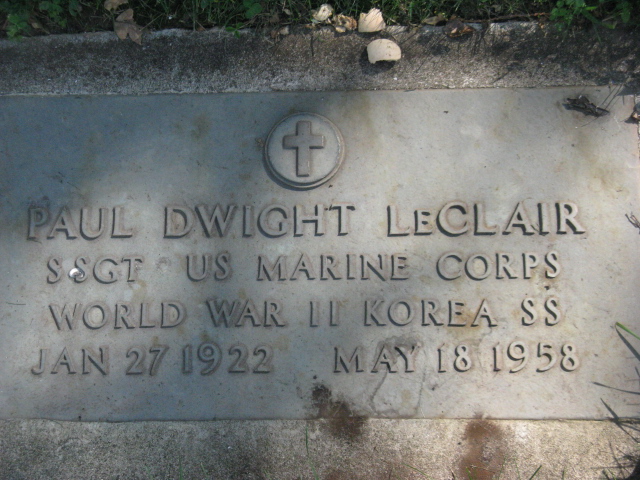 PAUL DWIGHT LeCLAIR
SSGT US MARINE CORPS
WORLD WAR II KOREA SS
JAN 27 1922 MAY 18 1958